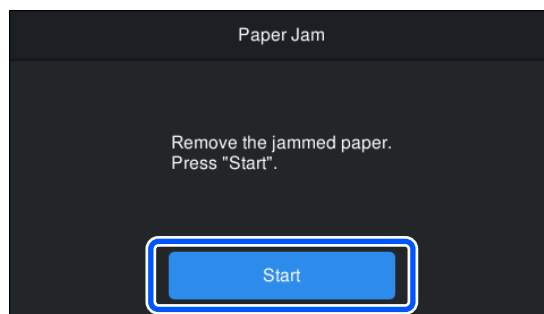 Paper Jam
Remove the jammed paper.
Press "Start".
Start